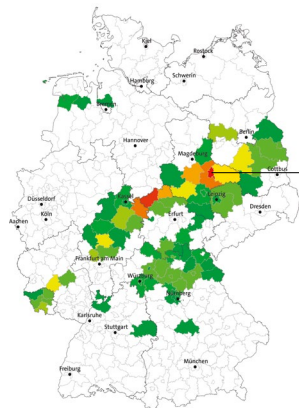 Kiel
Rostock
Schwerin
Hamburg
Bremen
Berlin
Hannover
Magdeburg
Cottbus
Düsseldorf
Kassel
Leipzig
Köln
Erfurt
Dresden
Aachen
Frankfurt am Main
Würzburg
Nürnberg
Karlsruhe
Stuttgart
München
Freiburg